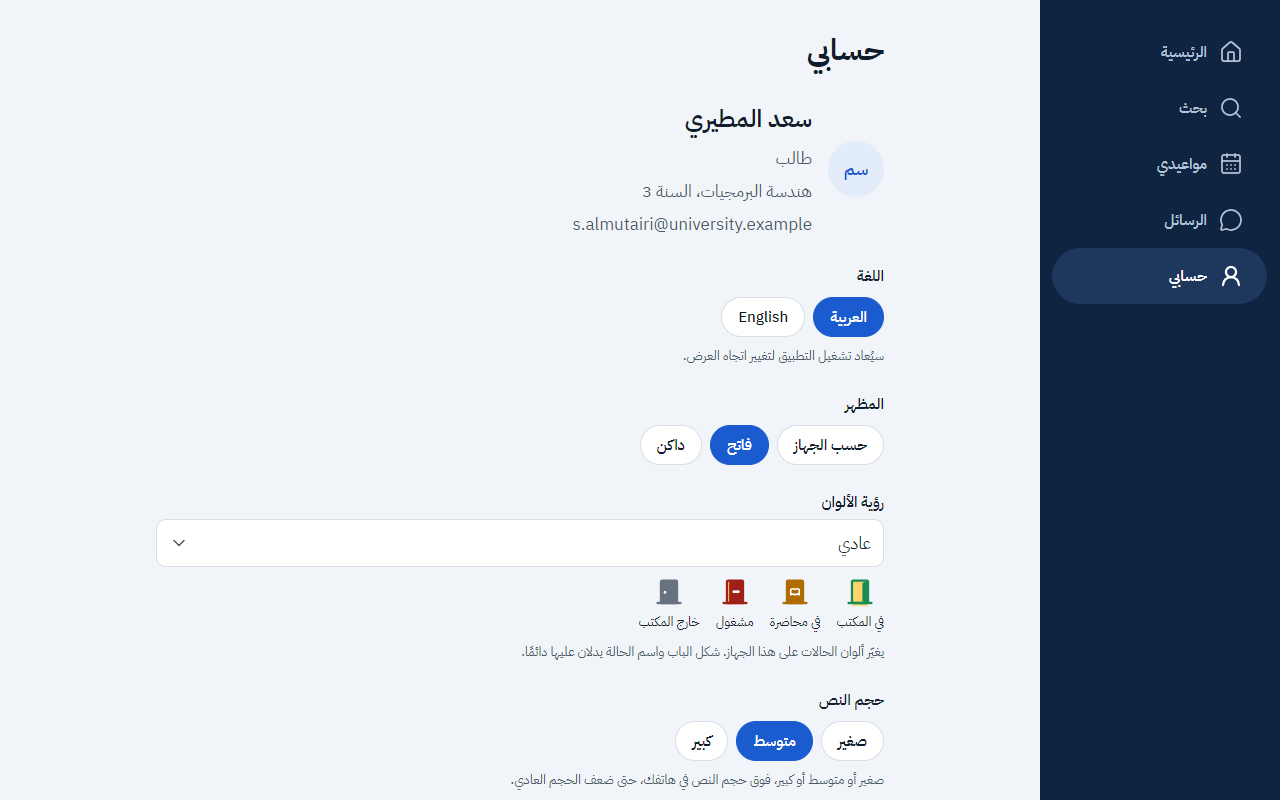 الرئيسية
بحث
مواعيدي
الرسائل
حسابي
حسابي
سم
سعد المطيري
طالب
هندسة البرمجيات، السنة 3
s.almutairi@university.example
اللغة
العربية English
سيُعاد تشغيل التطبيق لتغيير اتجاه العرض.
المظهر
حسب الجهاز فاتح داكن
رؤية الألوان
عادي
في المكتب في محاضرة مشغول خارج المكتب
يغيّر ألوان الحالات على هذا الجهاز. شكل الباب واسم الحالة يدلان عليها دائمًا.
حجم النص
صغير متوسط كبير
صغير أو متوسط أو كبير، فوق حجم النص في هاتفك، حتى ضعف الحجم العادي.